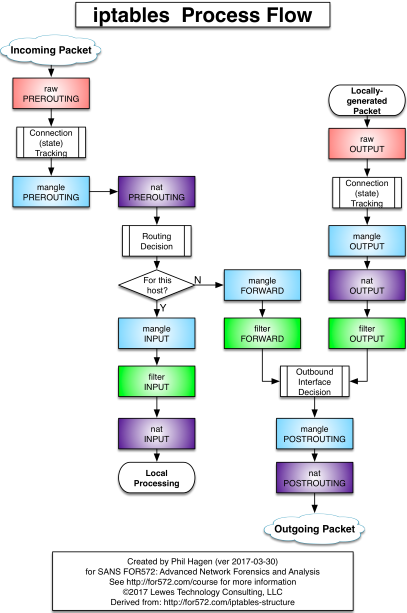 iptables Process Flow
Incoming Packet
raw
PREROUTING
Connection
(state)
Tracking
mangle
PREROUTING
nat
PREROUTING
Routing
Decision
For this
host?
N
Y
mangle
INPUT
filter
INPUT
nat
INPUT
Local
Processing
mangle
FORWARD
filter
FORWARD
Locally-
generated
Packet
raw
OUTPUT
Connection
(state)
Tracking
mangle
OUTPUT
nat
OUTPUT
filter
OUTPUT
Outbound
Interface
Decision
mangle
POSTROUTING
nat
POSTROUTING
Outgoing Packet
Created by Phil Hagen (ver 2017-03-30)
for SANS FOR572: Advanced Network Forensics and Analysis
See http://for572.com/course for more information
©2017 Lewes Technology Consulting, LLC
Derived from: http://for572.com/iptables-structure